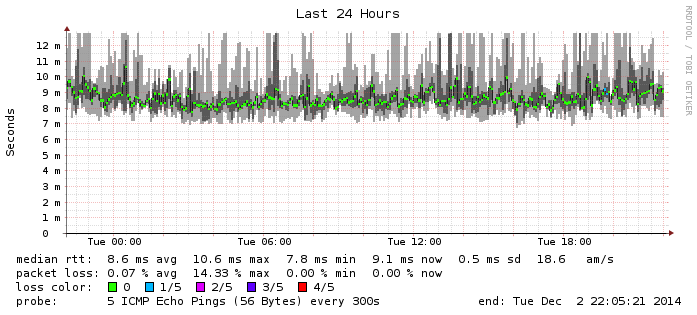 Last 24 Hours
RRDTOOL / TOBI OETIKER
Seconds
12 m
11 m
10 m
9 m
8 m
7 m
6 m
5 m
4 m
3 m
2 m
1 m
0
Tue 00:00 Tue 06:00 Tue 12:00 Tue 18:00
median rtt: 8.6 ms avg 10.6 ms max 7.8 ms min 9.1 ms now 0.5 ms sd 18.6 am/s
packet loss: 0.07 % avg 14.33 % max 0.00 % min 0.00 % now
loss color: 0 1/5 2/5 3/5 4/5
probe: 5 ICMP Echo Pings (56 Bytes) every 300s end: Tue Dec 2 22:05:21 2014